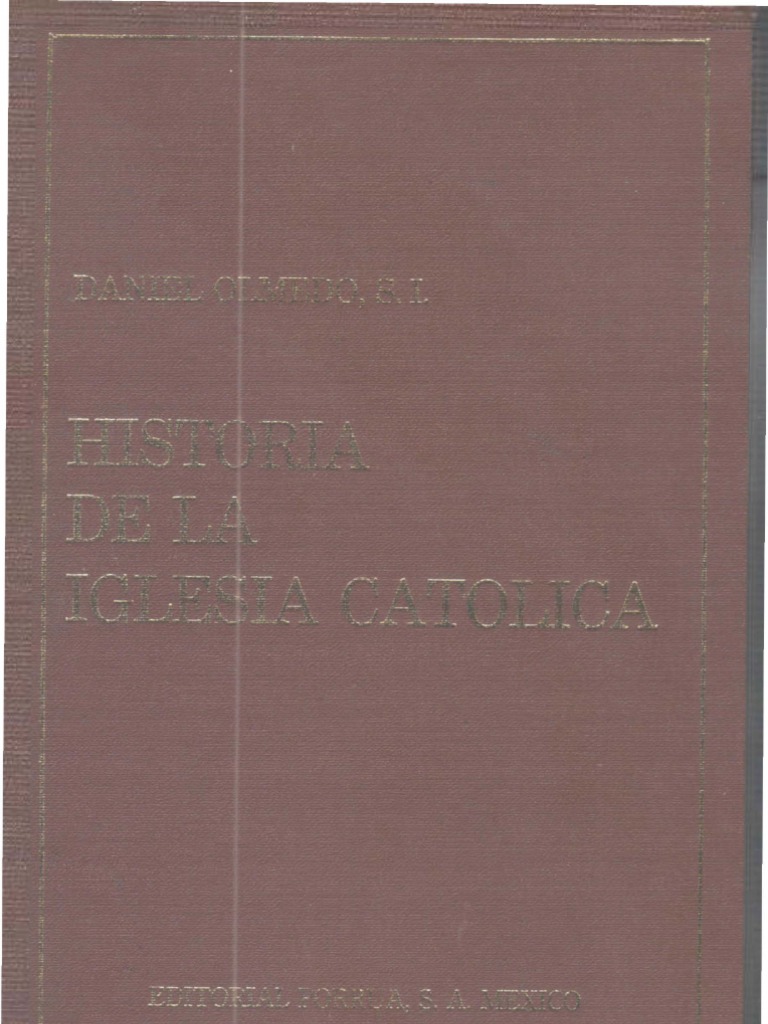 DANIEL OLMEDO, S. I.
HISTORIA
DE LA
IGLESIA CATOLICA
EDITORIAL PORRUA, S. A. MEXICO